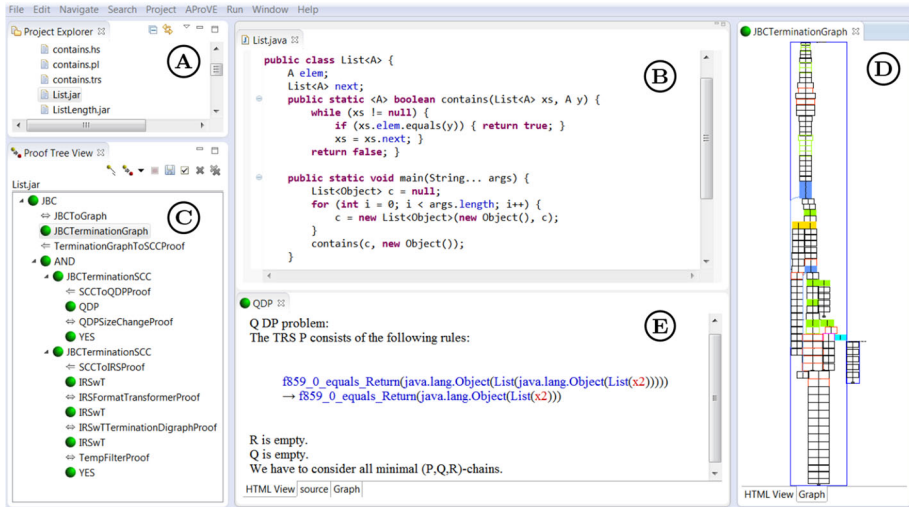 File Edit Navigate Search Project AProVE Run Window Help
Project Explorer
A
contains.hs
contains.pl
contains.trs
List.jar
ListLength.jar
Proof Tree View
List.jar
C
JBC
⇔ JBCToGraph
JBCTerminationGraph
⇐ TerminationGraphToSCCProof
AND
JBCTerminationSCC
⇐ SCCToQDPProof
QDP
⇔ QDPSizeChangeProof
YES
JBCTerminationSCC
⇐ SCCToIRSProof
IRSwT
⇔ IRSFormatTransformerProof
IRSwT
⇔ IRSwTTerminationDigraphProof
IRSwT
⇔ TempFilterProof
YES
List.java
B
public class List<A> {
A elem;
List<A> next;
public static <A> boolean contains(List<A> xs, A y) {
while (xs != null) {
if (xs.elem.equals(y)) { return true; }
xs = xs.next; }
return false; }
public static void main(String... args) {
List<Object> c = null;
for (int i = 0; i < args.length; i++) {
c = new List<Object>(new Object(), c);
}
contains(c, new Object());
}
QDP
E
Q DP problem:
The TRS P consists of the following rules:
f859_0_equals_Return(java.lang.Object(List(java.lang.Object(List(x2)))))
→ f859_0_equals_Return(java.lang.Object(List(x2)))
R is empty.
Q is empty.
We have to consider all minimal (P,Q,R)-chains.
HTML View source Graph
JBCTerminationGraph
D
HTML View Graph